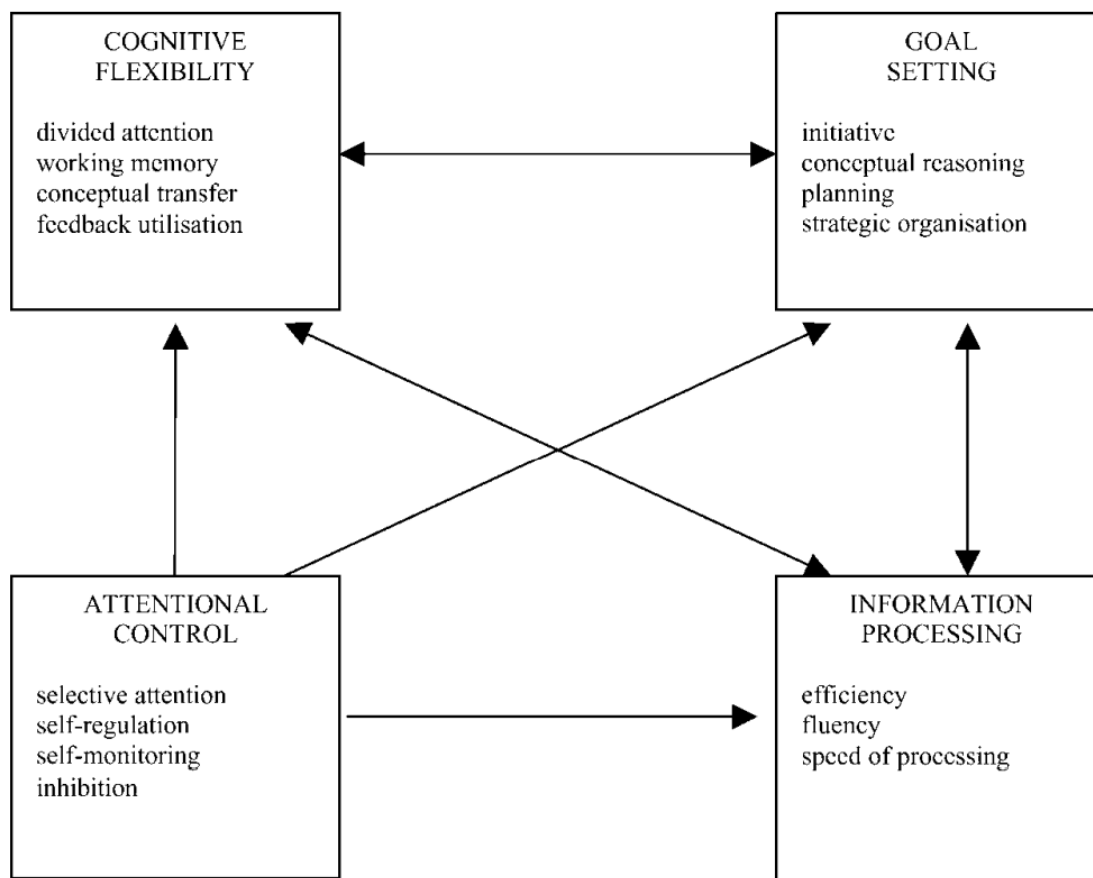 COGNITIVE
FLEXIBILITY
divided attention
working memory
conceptual transfer
feedback utilisation
GOAL
SETTING
initiative
conceptual reasoning
planning
strategic organisation
ATTENTIONAL
CONTROL
selective attention
self-regulation
self-monitoring
inhibition
INFORMATION
PROCESSING
efficiency
fluency
speed of processing